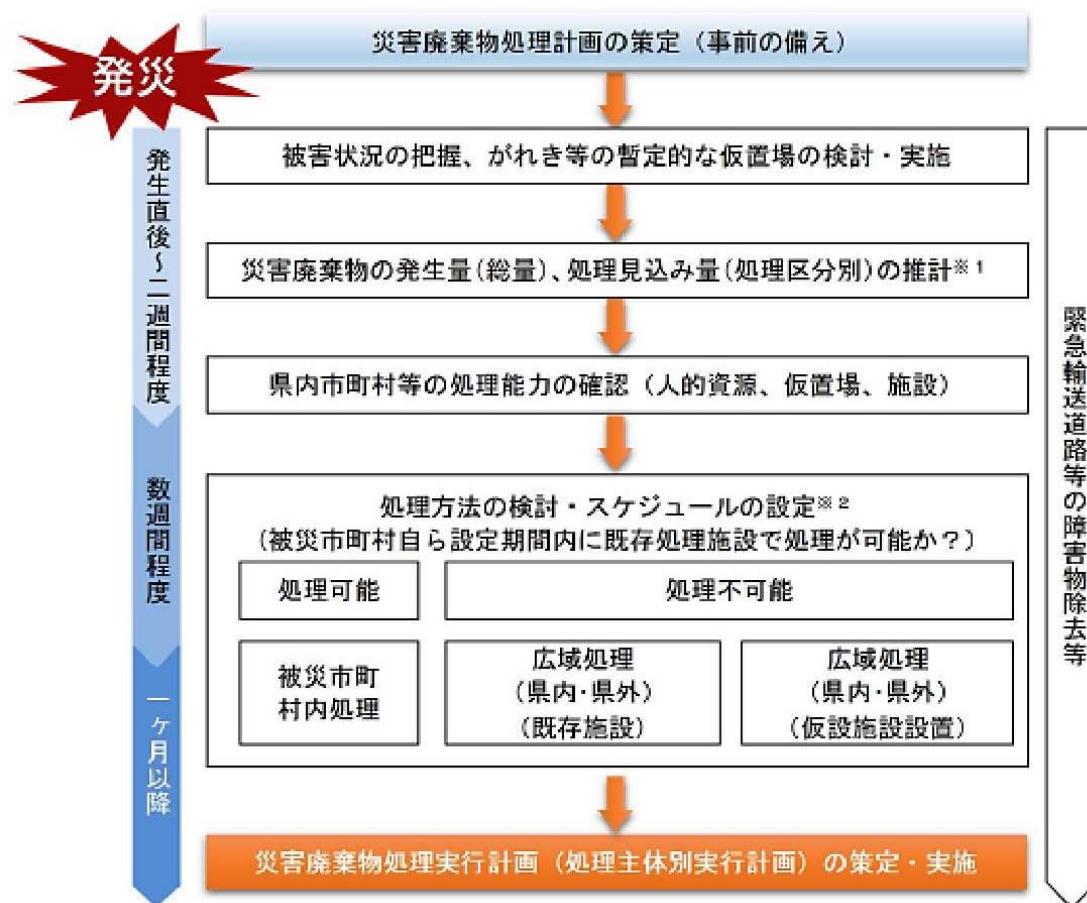 災害廃棄物処理計画の策定（事前の備え）
発災
発生直後～二週間程度
被害状況の把握、がれき等の暫定的な仮置場の検討・実施
災害廃棄物の発生量(総量)、処理見込み量(処理区分別)の推計※1
県内市町村等の処理能力の確認（人的資源、仮置場、施設）
数週間程度
処理方法の検討・スケジュールの設定※2
(被災市町村自ら設定期間内に既存処理施設で処理が可能か？)
処理可能
処理不可能
被災市町
村内処理
広域処理
(県内・県外)
(既存施設)
広域処理
(県内・県外)
(仮設施設設置)
一ヶ月以降
災害廃棄物処理実行計画（処理主体別実行計画）の策定・実施
緊急輸送道路等の障害物除去等